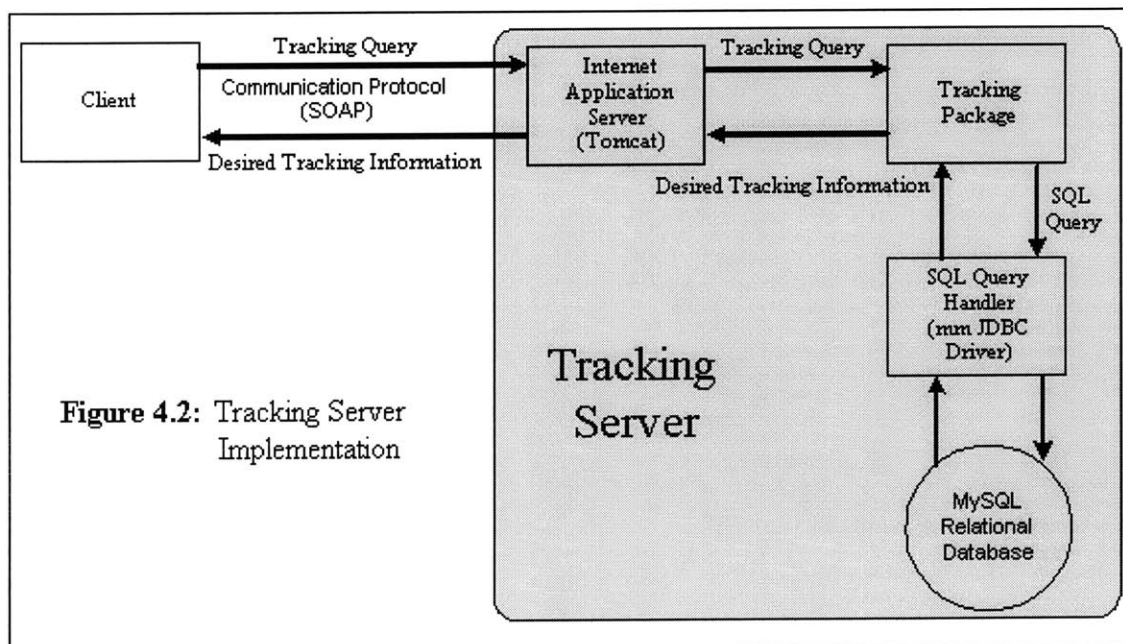 Client
Tracking Query
Communication Protocol
(SOAP)
Desired Tracking Information
Internet
Application
Server
(Tomcat)
Tracking Query
Desired Tracking Information
Tracking
Package
SQL
Query
SQL Query
Handler
(mm JDBC
Driver)
MySQL
Relational
Database
Tracking
Server
Figure 4.2: Tracking Server
Implementation